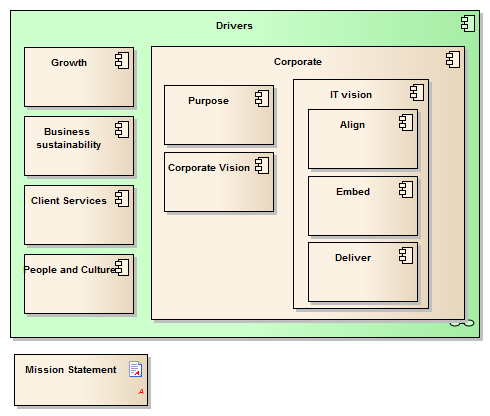 Drivers
Growth
Business
sustainability
Client Services
People and Culture
Corporate
Purpose
Corporate Vision
IT vision
Align
Embed
Deliver
Mission Statement
A